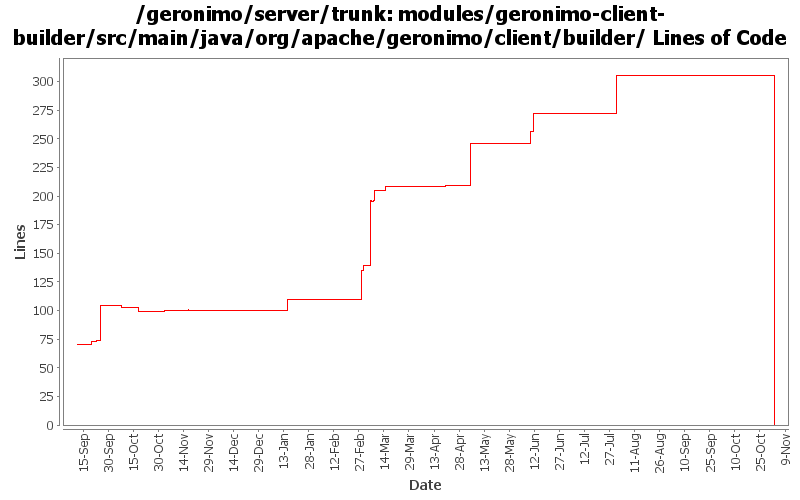 /geronimo/server/trunk: modules/geronimo-client-
builder/src/main/java/org/apache/geronimo/client/builder/ Lines of Code
300
275
250
225
200
175
150
125
100
75
50
25
0
Lines
15-Sep
30-Sep
15-Oct
30-Oct
14-Nov
29-Nov
14-Dec
29-Dec
13-Jan
28-Jan
12-Feb
27-Feb
14-Mar
29-Mar
13-Apr
28-Apr
13-May
28-May
12-Jun
27-Jun
12-Jul
27-Jul
11-Aug
26-Aug
10-Sep
25-Sep
10-Oct
25-Oct
9-Nov
Date